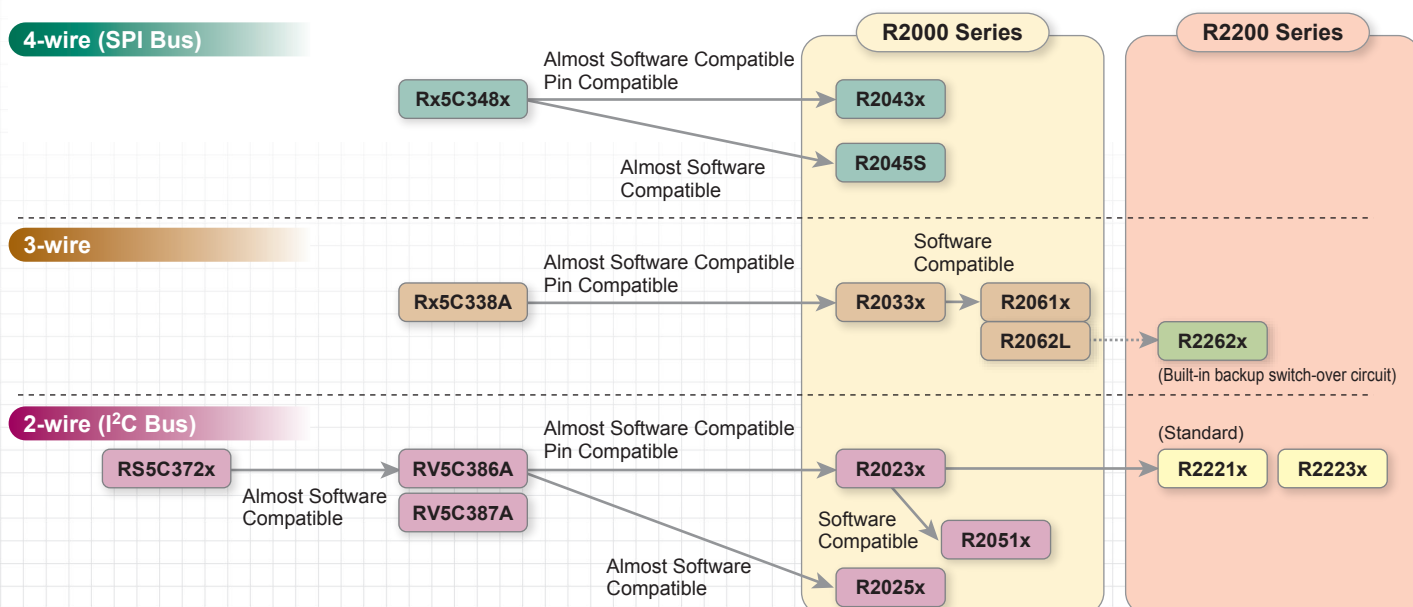 R2000 Series
R2200 Series
4-wire (SPI Bus)
Almost Software Compatible
Pin Compatible
Rx5C348x
R2043x
R2045S
Almost Software
Compatible
3-wire
Software
Compatible
Almost Software Compatible
Pin Compatible
Rx5C338A
R2033x
R2061x
R2062L
R2262x
(Built-in backup switch-over circuit)
2-wire (I²C Bus)
Almost Software Compatible
Pin Compatible
(Standard)
RS5C372x
RV5C386A
R2023x
R2221x
R2223x
Almost Software
Compatible
RV5C387A
Software
Compatible
R2051x
Almost Software
Compatible
R2025x